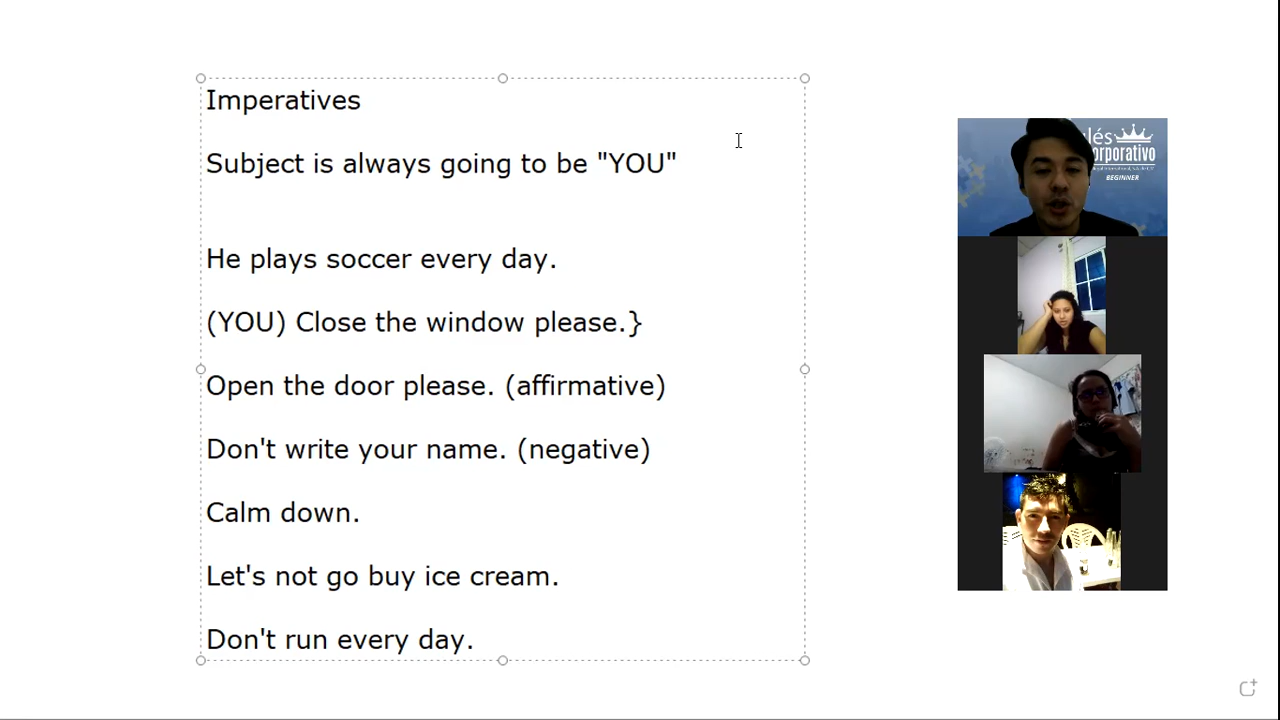 Imperatives
Subject is always going to be "YOU"
He plays soccer every day.
(YOU) Close the window please.}
Open the door please. (affirmative)
Don't write your name. (negative)
Calm down.
Let's not go buy ice cream.
Don't run every day.
lés
orporativo
BEGINNER